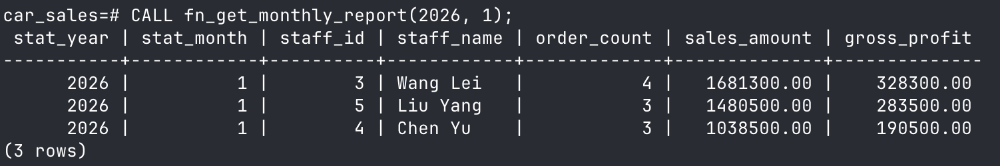 car_sales=# CALL fn_get_monthly_report(2026, 1);
 stat_year | stat_month | staff_id | staff_name | order_count | sales_amount | gross_profit
-----------+------------+----------+------------+-------------+--------------+--------------
      2026 |          1 |        3 | Wang Lei   |           4 |   1681300.00 |    328300.00
      2026 |          1 |        5 | Liu Yang   |           3 |   1480500.00 |    283500.00
      2026 |          1 |        4 | Chen Yu    |           3 |   1038500.00 |    190500.00
(3 rows)